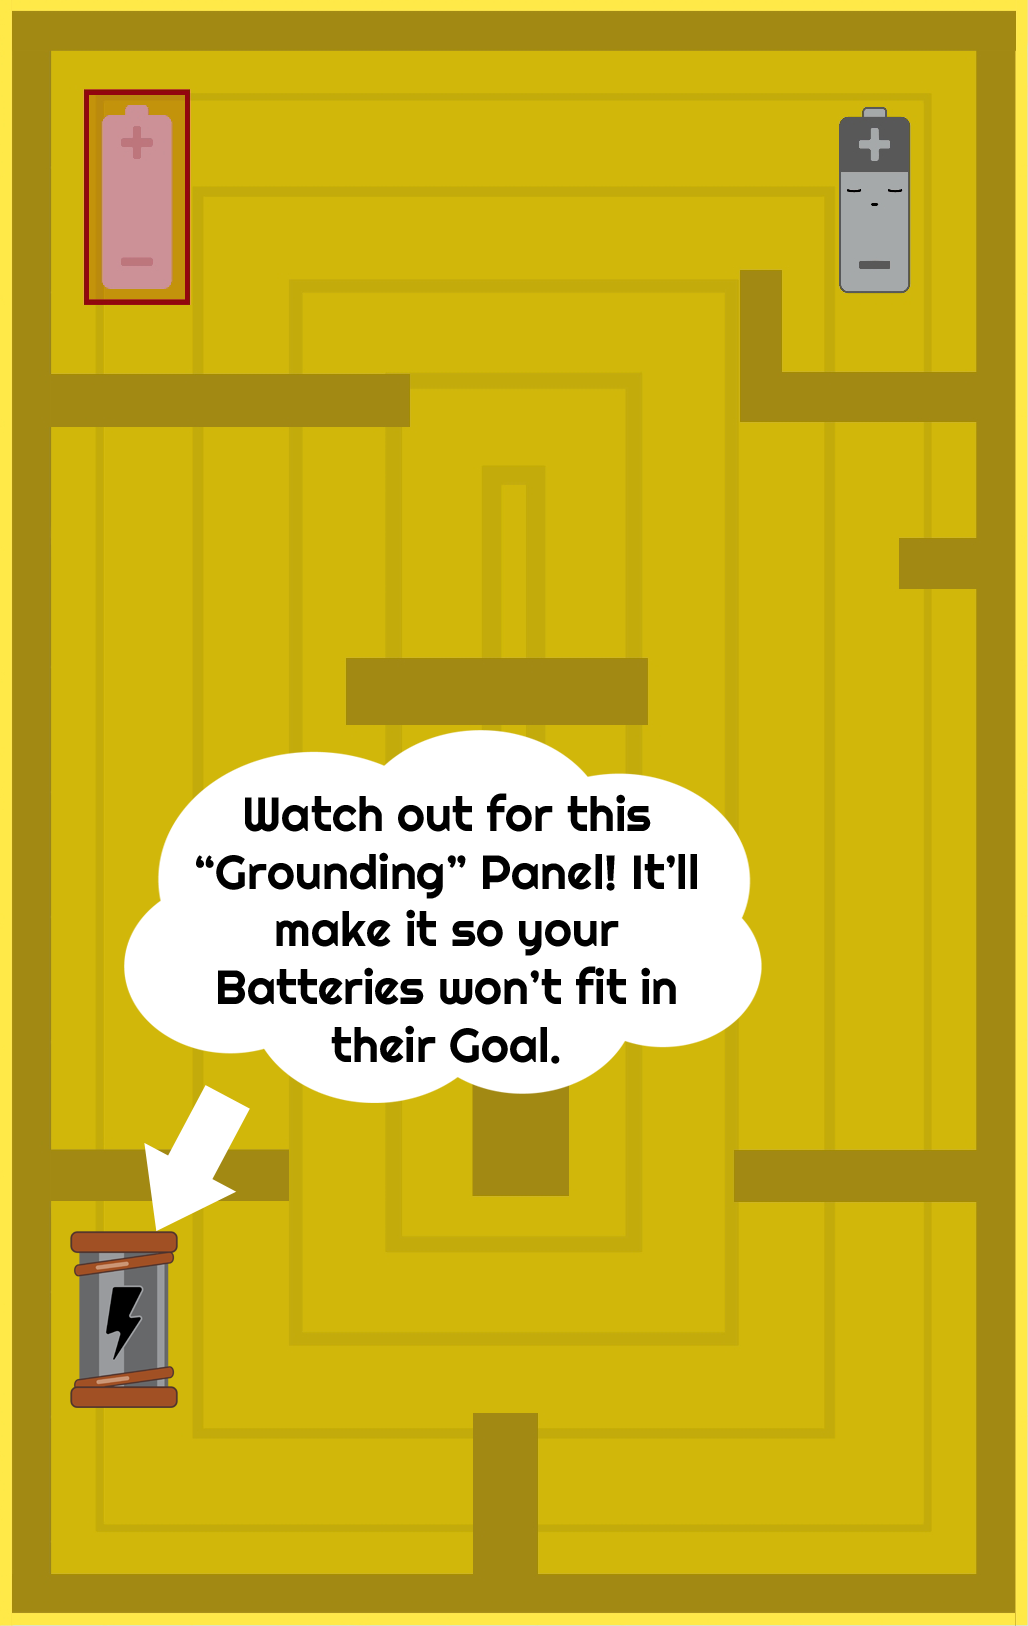 Watch out for this
“Grounding” Panel! It’ll
make it so your
Batteries won’t fit in
their Goal.